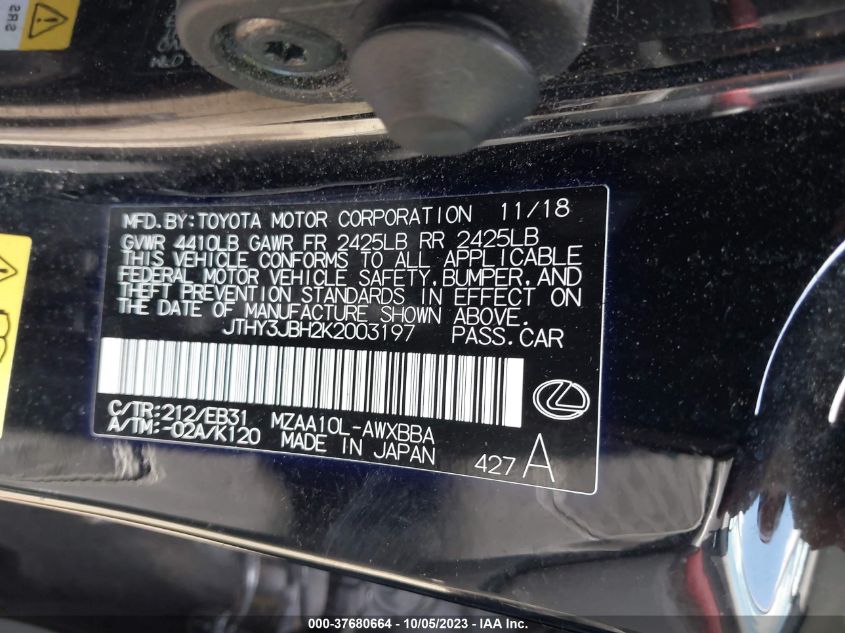 SRS
MFD.BY:TOYOTA MOTOR CORPORATION 11/18
GVWR 4410LB GAWR FR 2425LB RR 2425LB
THIS VEHICLE CONFORMS TO ALL APPLICABLE
FEDERAL MOTOR VEHICLE SAFETY,BUMPER,AND
THEFT PREVENTION STANDARDS IN EFFECT ON
THE DATE OF MANUFACTURE SHOWN ABOVE.
JTHY3JBH2K2003197 PASS.CAR
C/TR:212/EB31 MZAA10L-AWXBBA
A/TM:-02A/K120 MADE IN JAPAN
427A
000-37680664 - 10/05/2023 - IAA Inc.